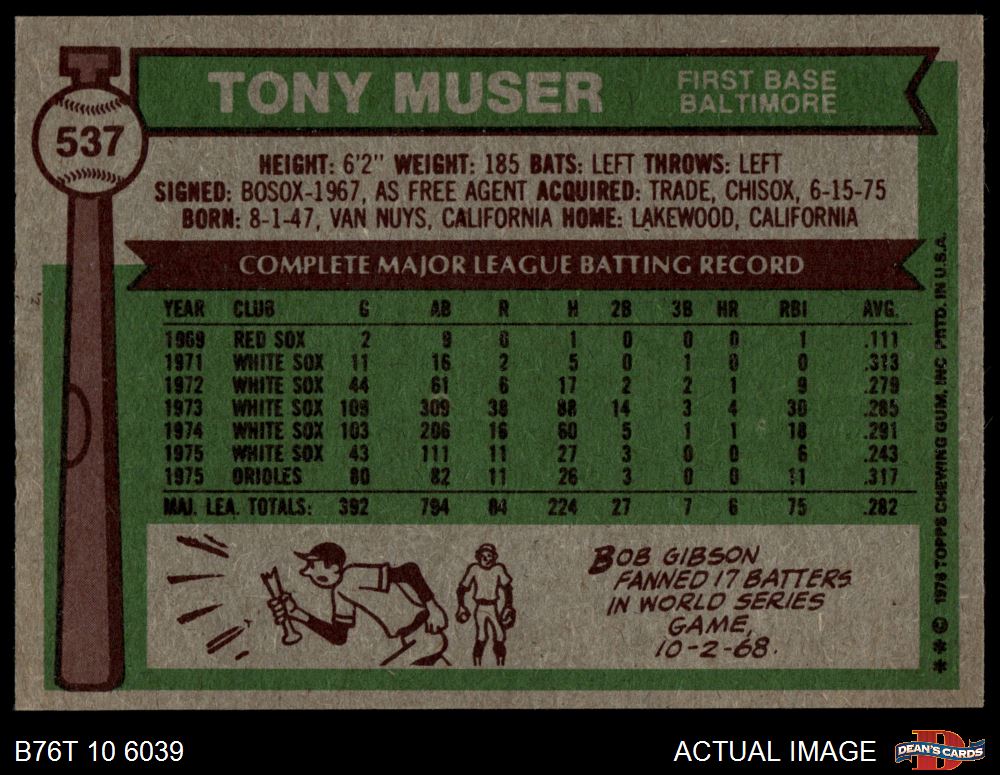 TONY MUSER
FIRST BASE
BALTIMORE
537
HEIGHT: 6'2" WEIGHT: 185 BATS: LEFT THROWS: LEFT
SIGNED: BOSOX-1967, AS FREE AGENT ACQUIRED: TRADE, CHISOX, 6-15-75
BORN: 8-1-47, VAN NUYS, CALIFORNIA HOME: LAKEWOOD, CALIFORNIA
COMPLETE MAJOR LEAGUE BATTING RECORD
YEAR CLUB G AB R H 2B 3B HR RBI AVG.
1969 RED SOX 2 9 0 1 0 0 0 1 .111
1971 WHITE SOX 11 16 2 5 0 1 0 0 .313
1972 WHITE SOX 44 61 6 17 2 2 1 9 .279
1973 WHITE SOX 109 309 38 88 14 3 4 30 .285
1974 WHITE SOX 103 206 16 60 5 1 1 18 .291
1975 WHITE SOX 43 111 11 27 3 0 0 6 .243
1975 ORIOLES 80 82 11 26 3 0 0 11 .317
MAJ. LEA. TOTALS: 392 794 84 224 27 7 6 75 .282
BOB GIBSON
FANNED 17 BATTERS
IN WORLD SERIES
GAME,
10-2-68.
** © 1976 TOPPS CHEWING GUM, INC. PRTD. IN U.S.A.
B76T 10 6039
ACTUAL IMAGE
DEAN'S CARDS